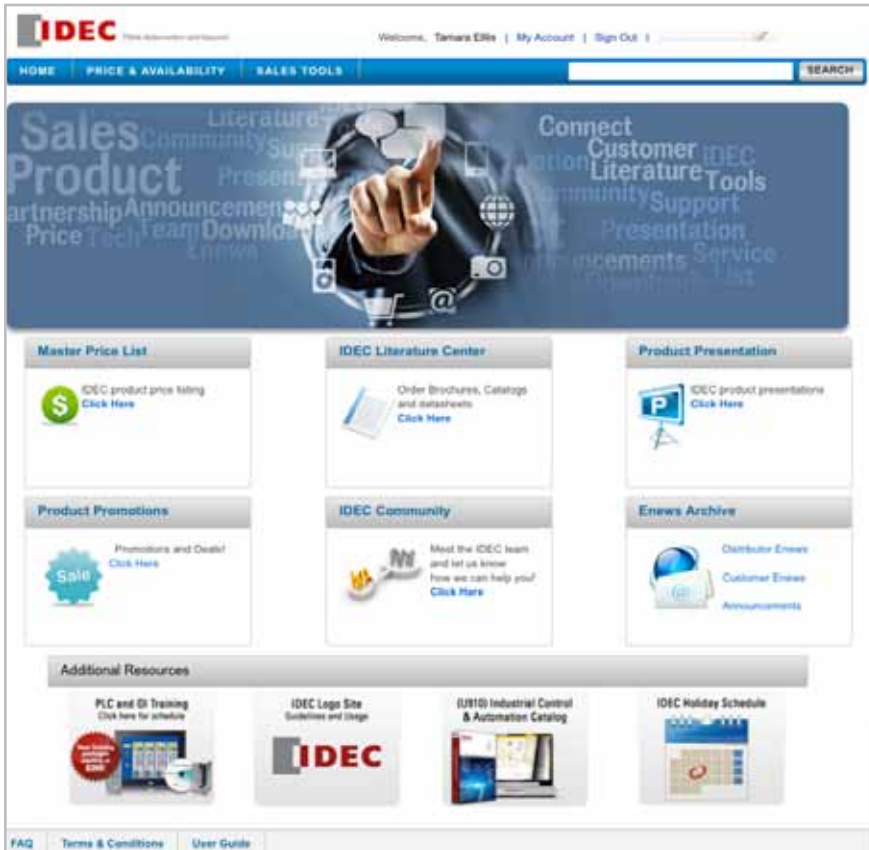 IDEC
Welcome, Tamara Ellis | My Account | Sign Out |
HOME PRICE & AVAILABILITY SALES TOOLS SEARCH
Sales
Community
Literature
Product
Announcement
Price Tech Team Download
Enews
Connect
Customer IDEC
Literature Tools
Support
Presentation
Service
Master Price List
IDEC product price listing
Click Here
IDEC Literature Center
Order Brochures, Catalogs
and datasheets
Click Here
Product Presentation
P
IDEC product presentations
Click Here
Product Promotions
Sale
Promotions and Deals!
Click Here
IDEC Community
Meet the IDEC team
and let us know
how we can help you!
Click Here
Enews Archive
Distributor Enews
Customer Enews
Announcements
Additional Resources
PLC and OI Training
Click here for schedule
IDEC Logo Site
Guidelines and Usage
IDEC
(U910) Industrial Control
& Automation Catalog
IDEC Holiday Schedule
FAQ Terms & Conditions User Guide